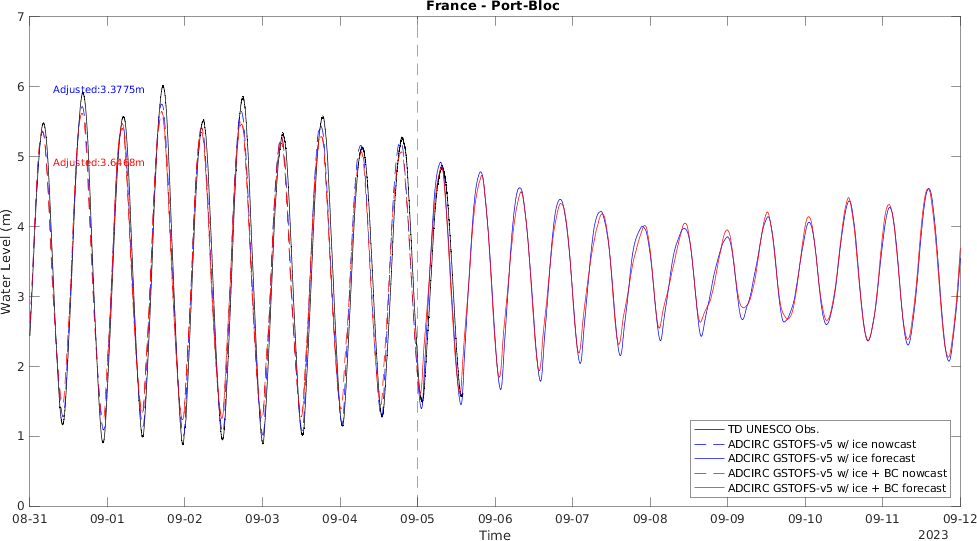 France - Port-Bloc
7
6
5
4
3
2
1
0
Water Level (m)
Adjusted:3.3775m
Adjusted:3.6468m
TD UNESCO Obs.
ADCIRC GSTOFS-v5 w/ ice nowcast
ADCIRC GSTOFS-v5 w/ ice forecast
ADCIRC GSTOFS-v5 w/ ice + BC nowcast
ADCIRC GSTOFS-v5 w/ ice + BC forecast
08-31 09-01 09-02 09-03 09-04 09-05 09-06 09-07 09-08 09-09 09-10 09-11 09-12
Time
2023